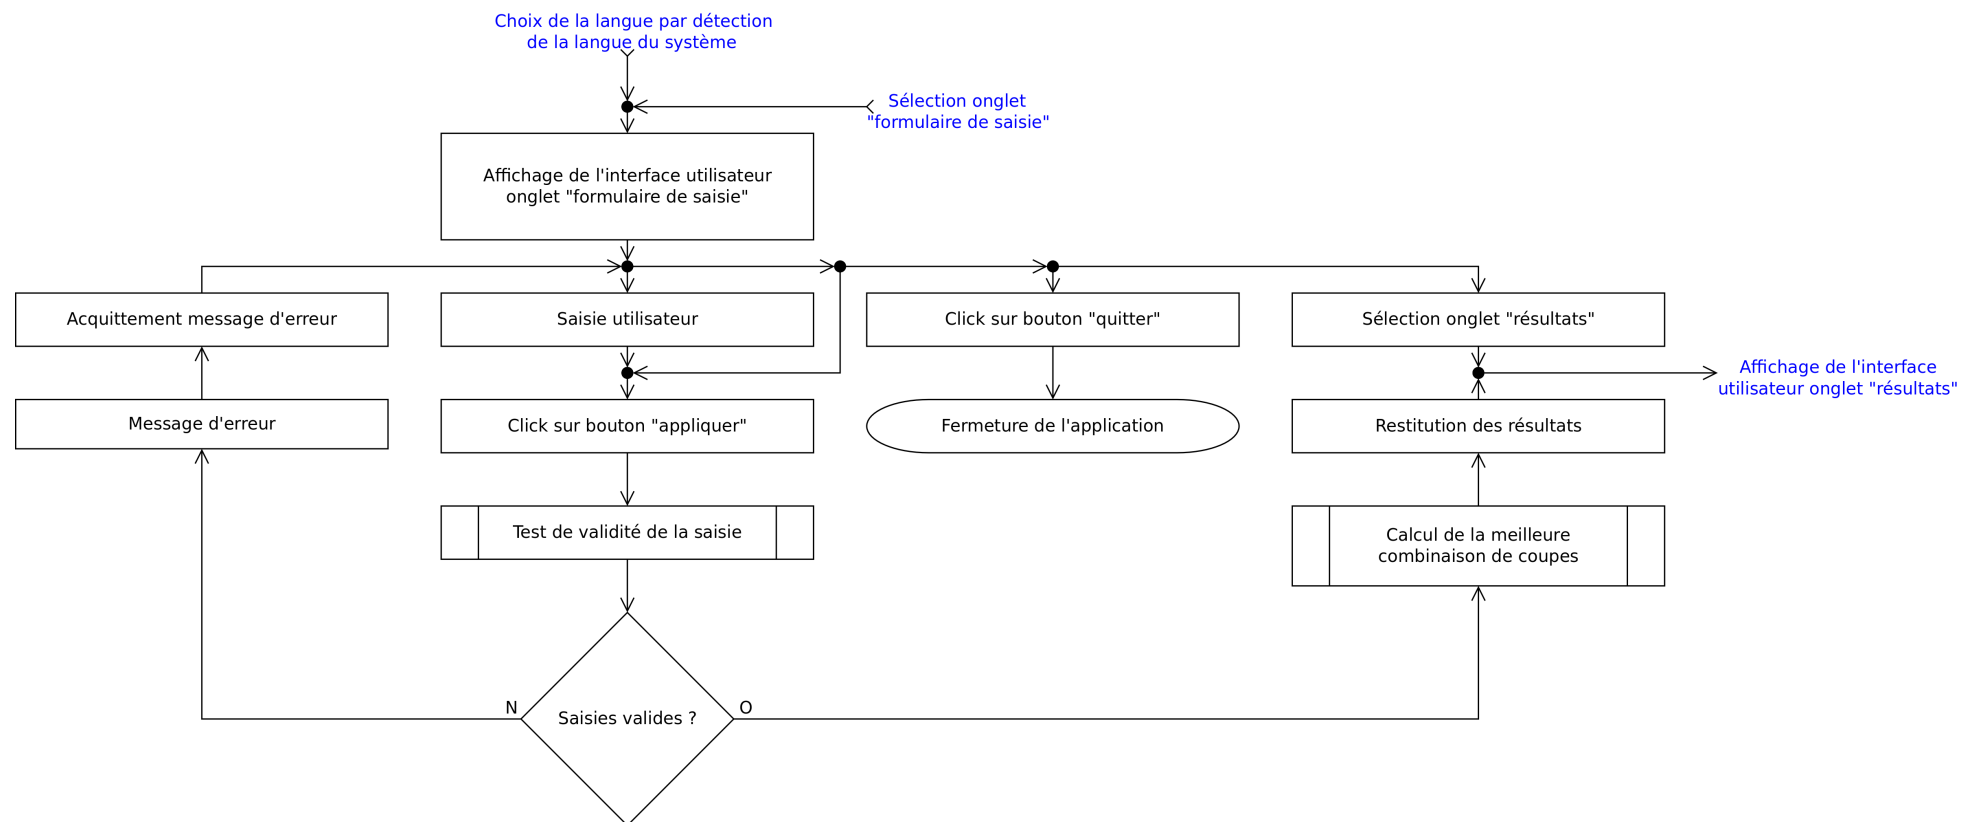 Choix de la langue par détection
de la langue du système
Sélection onglet
"formulaire de saisie"
Affichage de l'interface utilisateur
onglet "formulaire de saisie"
Acquittement message d'erreur
Saisie utilisateur
Click sur bouton "quitter"
Sélection onglet "résultats"
Affichage de l'interface
utilisateur onglet "résultats"
Message d'erreur
Click sur bouton "appliquer"
Fermeture de l'application
Restitution des résultats
Test de validité de la saisie
Calcul de la meilleure
combinaison de coupes
N
O
Saisies valides ?